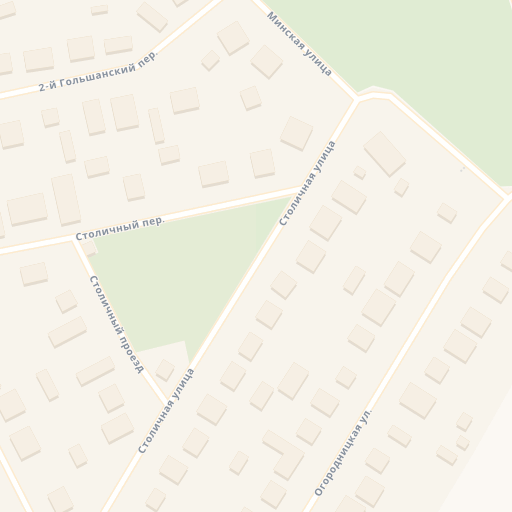 Минская улица
2-й Гольшанский пер.
Столичная улица
Столичный пер.
Столичный проезд
Столичная улица
Огородницкая ул.